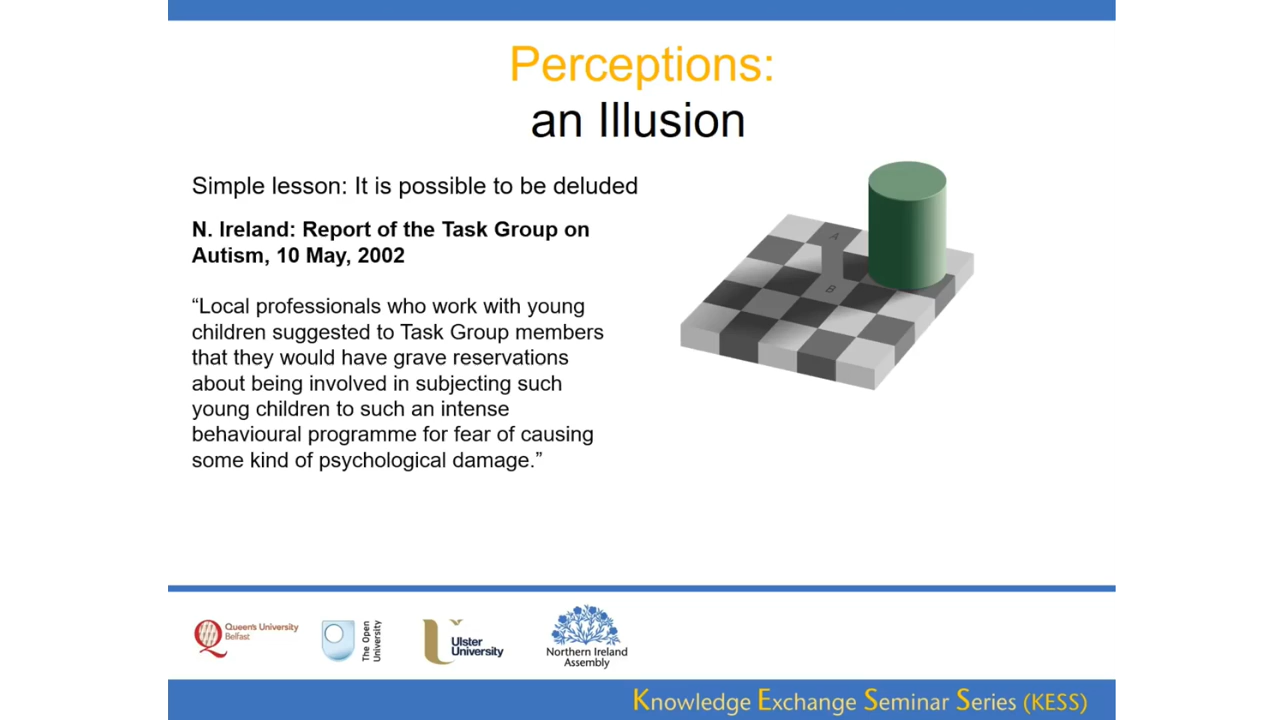 Perceptions:
an Illusion
Simple lesson: It is possible to be deluded
N. Ireland: Report of the Task Group on
Autism, 10 May, 2002
“Local professionals who work with young
children suggested to Task Group members
that they would have grave reservations
about being involved in subjecting such
young children to such an intense
behavioural programme for fear of causing
some kind of psychological damage.”
A
B
Queen's University
Belfast
The Open
University
Ulster
University
Northern Ireland
Assembly
Knowledge Exchange Seminar Series (KESS)